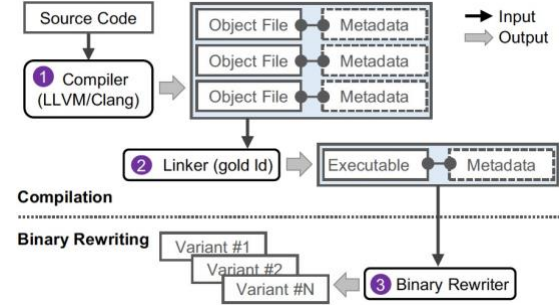 Source Code
Input
Output
1 Compiler
(LLVM/Clang)
Object File Metadata
Object File Metadata
Object File Metadata
2 Linker (gold ld)
Executable Metadata
Compilation
Binary Rewriting
Variant #1
Variant #2
Variant #N
3 Binary Rewriter